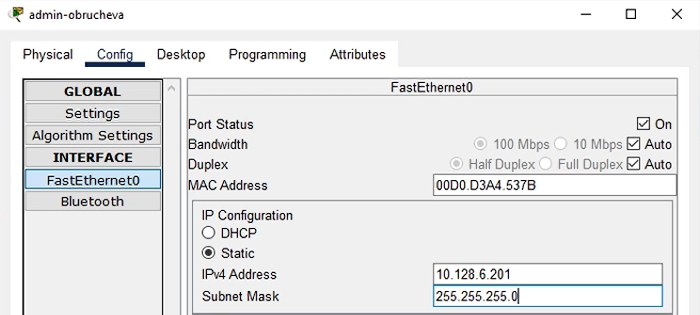 admin-obrucheva
Physical Config Desktop Programming Attributes
GLOBAL
Settings
Algorithm Settings
INTERFACE
FastEthernet0
Bluetooth
FastEthernet0
Port Status On
Bandwidth 100 Mbps 10 Mbps Auto
Duplex Half Duplex Full Duplex Auto
MAC Address 00D0.D3A4.537B
IP Configuration
DHCP
Static
IPv4 Address 10.128.6.201
Subnet Mask 255.255.255.0